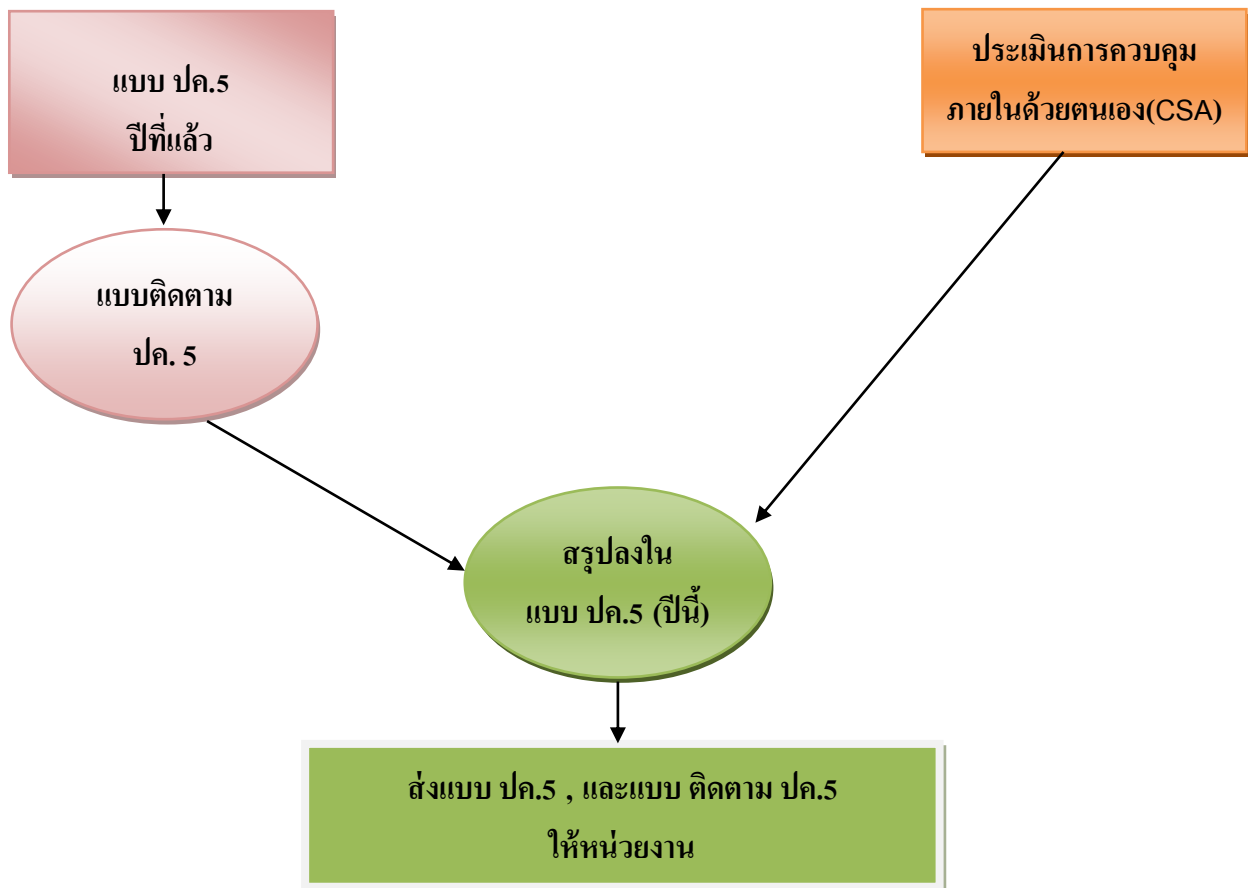 แบบ ปค.5
ปีที่แล้ว
ประเมินการควบคุม
ภายในด้วยตนเอง(CSA)
แบบติดตาม
ปค. 5
สรุปลงใน
แบบ ปค.5 (ปีนี้)
ส่งแบบ ปค.5 , และแบบ ติดตาม ปค.5
ให้หน่วยงาน